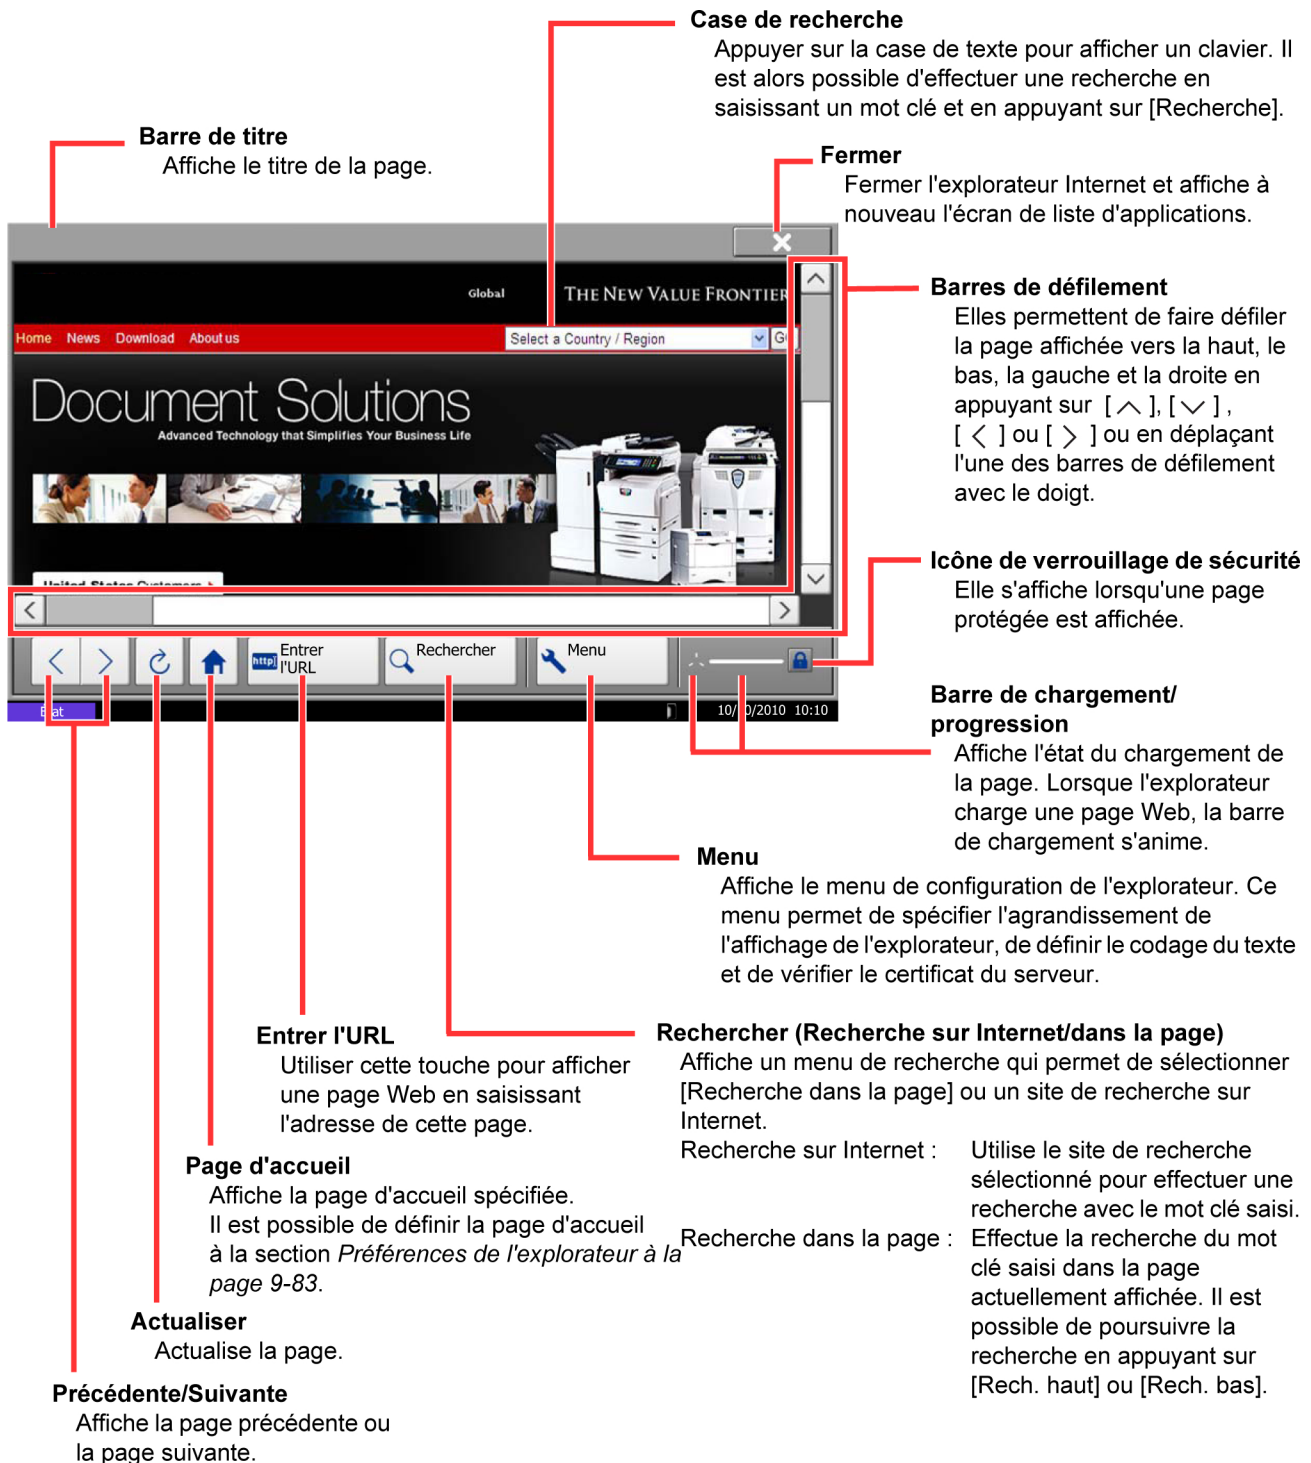 Case de recherche
Appuyer sur la case de texte pour afficher un clavier. Il
est alors possible d'effectuer une recherche en
saisissant un mot clé et en appuyant sur [Recherche].
Barre de titre
Affiche le titre de la page.
Fermer
Fermer l'explorateur Internet et affiche à
nouveau l'écran de liste d'applications.
Global
THE NEW VALUE FRONTIER
Home News Download About us
Select a Country / Region
Document Solutions
Advanced Technology that Simplifies Your Business Life
United States Customers
Barres de défilement
Elles permettent de faire défiler
la page affichée vers la haut, le
bas, la gauche et la droite en
appuyant sur [ ], [ ] ,
[ ] ou [ ] ou en déplaçant
l'une des barres de défilement
avec le doigt.
Icône de verrouillage de sécurité
Elle s'affiche lorsqu'une page
protégée est affichée.
http
Entrer
l'URL
Rechercher
Menu
10:10
Barre de chargement/
progression
Affiche l'état du chargement de
la page. Lorsque l'explorateur
charge une page Web, la barre
de chargement s'anime.
Menu
Affiche le menu de configuration de l'explorateur. Ce
menu permet de spécifier l'agrandissement de
l'affichage de l'explorateur, de définir le codage du texte
et de vérifier le certificat du serveur.
Entrer l'URL
Utiliser cette touche pour afficher
une page Web en saisissant
l'adresse de cette page.
Rechercher (Recherche sur Internet/dans la page)
Affiche un menu de recherche qui permet de sélectionner
[Recherche dans la page] ou un site de recherche sur
Internet.
Recherche sur Internet : Utilise le site de recherche
sélectionné pour effectuer une
recherche avec le mot clé saisi.
Recherche dans la page : Effectue la recherche du mot
clé saisi dans la page
actuellement affichée. Il est
possible de poursuivre la
recherche en appuyant sur
[Rech. haut] ou [Rech. bas].
Page d'accueil
Affiche la page d'accueil spécifiée.
Il est possible de définir la page d'accueil
à la section Préférences de l'explorateur à la
page 9-83.
Actualiser
Actualise la page.
Précédente/Suivante
Affiche la page précédente ou
la page suivante.